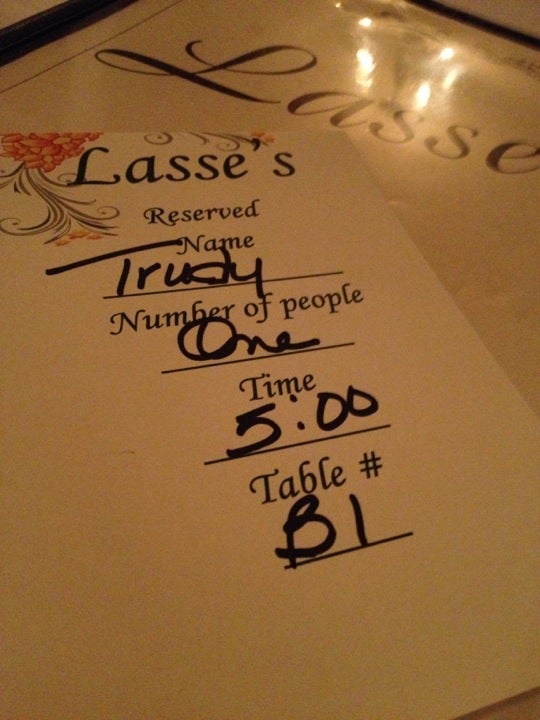 Lasse
Lasse's
Reserved
Name
Trudy
Number of people
One
Time
5:00
Table #
B1